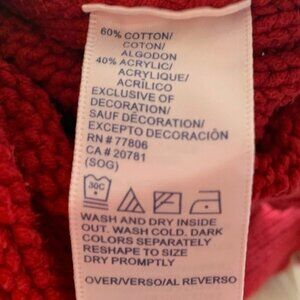 60% COTTON/
COTON/
ALGODON
40% ACRYLIC/
ACRYLIQUE/
ACRÍLICO
EXCLUSIVE OF
DECORATION/
SAUF DÉCORATION/
EXCEPTO DECORACIÓN
RN # 77806
CA # 20781
(SOG)
30C
WASH AND DRY INSIDE
OUT. WASH COLD. DARK
COLORS SEPARATELY
RESHAPE TO SIZE
DRY PROMPTLY
OVER/VERSO/AL REVERSO